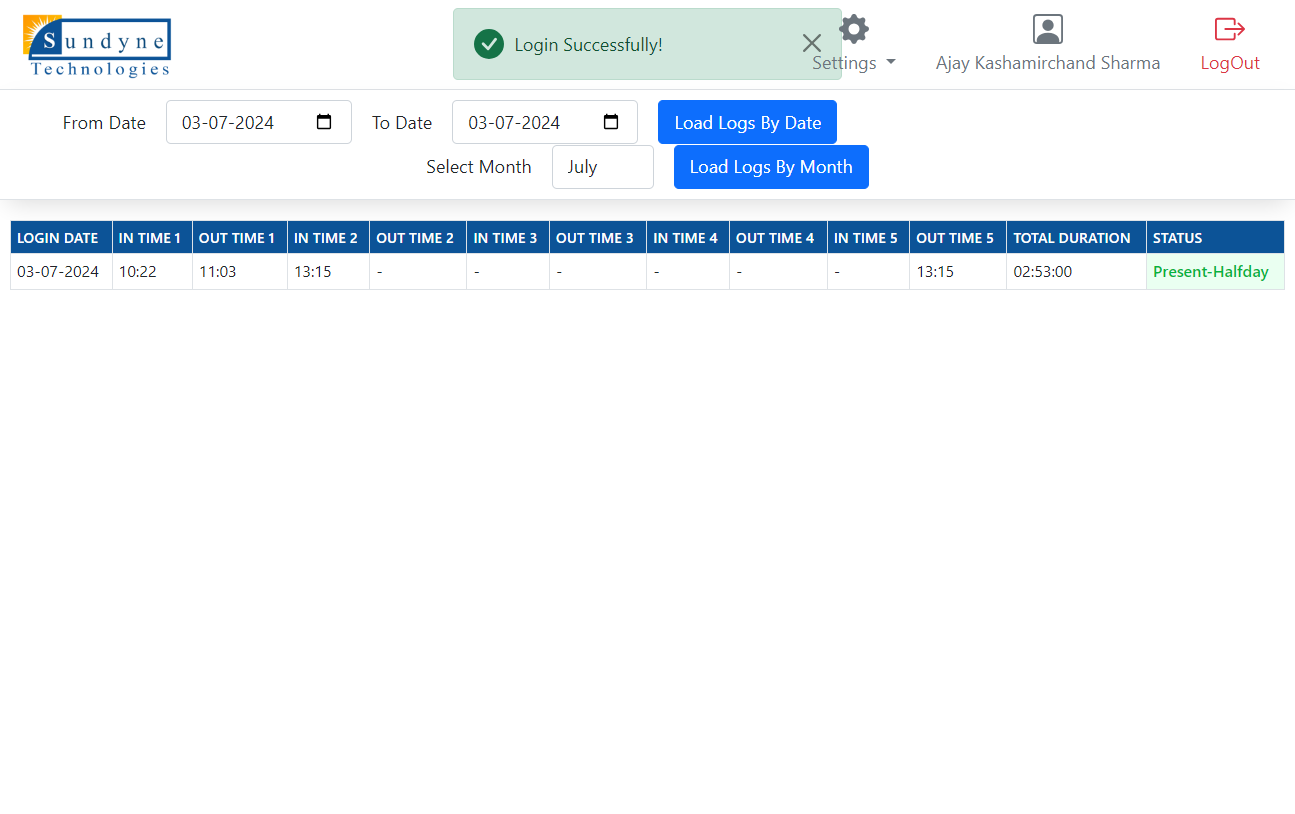 Sundyne
Technologies
Login Successfully!
Settings
Ajay Kashamirchand Sharma
LogOut
From Date 03-07-2024 To Date 03-07-2024 Load Logs By Date
Select Month July Load Logs By Month
LOGIN DATE IN TIME 1 OUT TIME 1 IN TIME 2 OUT TIME 2 IN TIME 3 OUT TIME 3 IN TIME 4 OUT TIME 4 IN TIME 5 OUT TIME 5 TOTAL DURATION STATUS
03-07-2024 10:22 11:03 13:15 - - - - - - 13:15 02:53:00 Present-Halfday